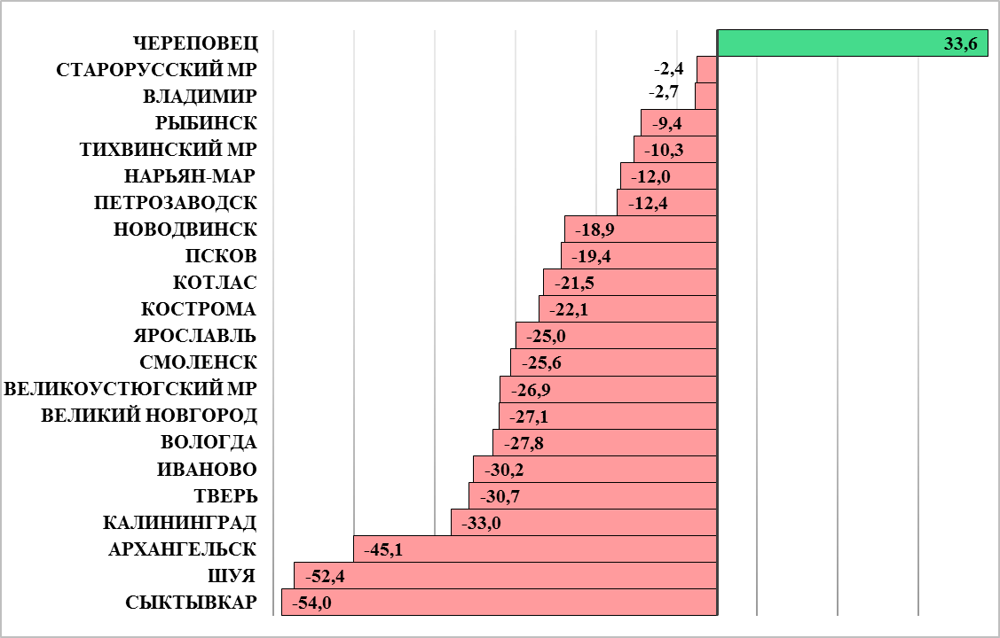 ЧЕРЕПОВЕЦ 33,6
СТАРОРУССКИЙ МР -2,4
ВЛАДИМИР -2,7
РЫБИНСК -9,4
ТИХВИНСКИЙ МР -10,3
НАРЬЯН-МАР -12,0
ПЕТРОЗАВОДСК -12,4
НОВОДВИНСК -18,9
ПСКОВ -19,4
КОТЛАС -21,5
КОСТРОМА -22,1
ЯРОСЛАВЛЬ -25,0
СМОЛЕНСК -25,6
ВЕЛИКОУСТЮГСКИЙ МР -26,9
ВЕЛИКИЙ НОВГОРОД -27,1
ВОЛОГДА -27,8
ИВАНОВО -30,2
ТВЕРЬ -30,7
КАЛИНИНГРАД -33,0
АРХАНГЕЛЬСК -45,1
ШУЯ -52,4
СЫКТЫВКАР -54,0